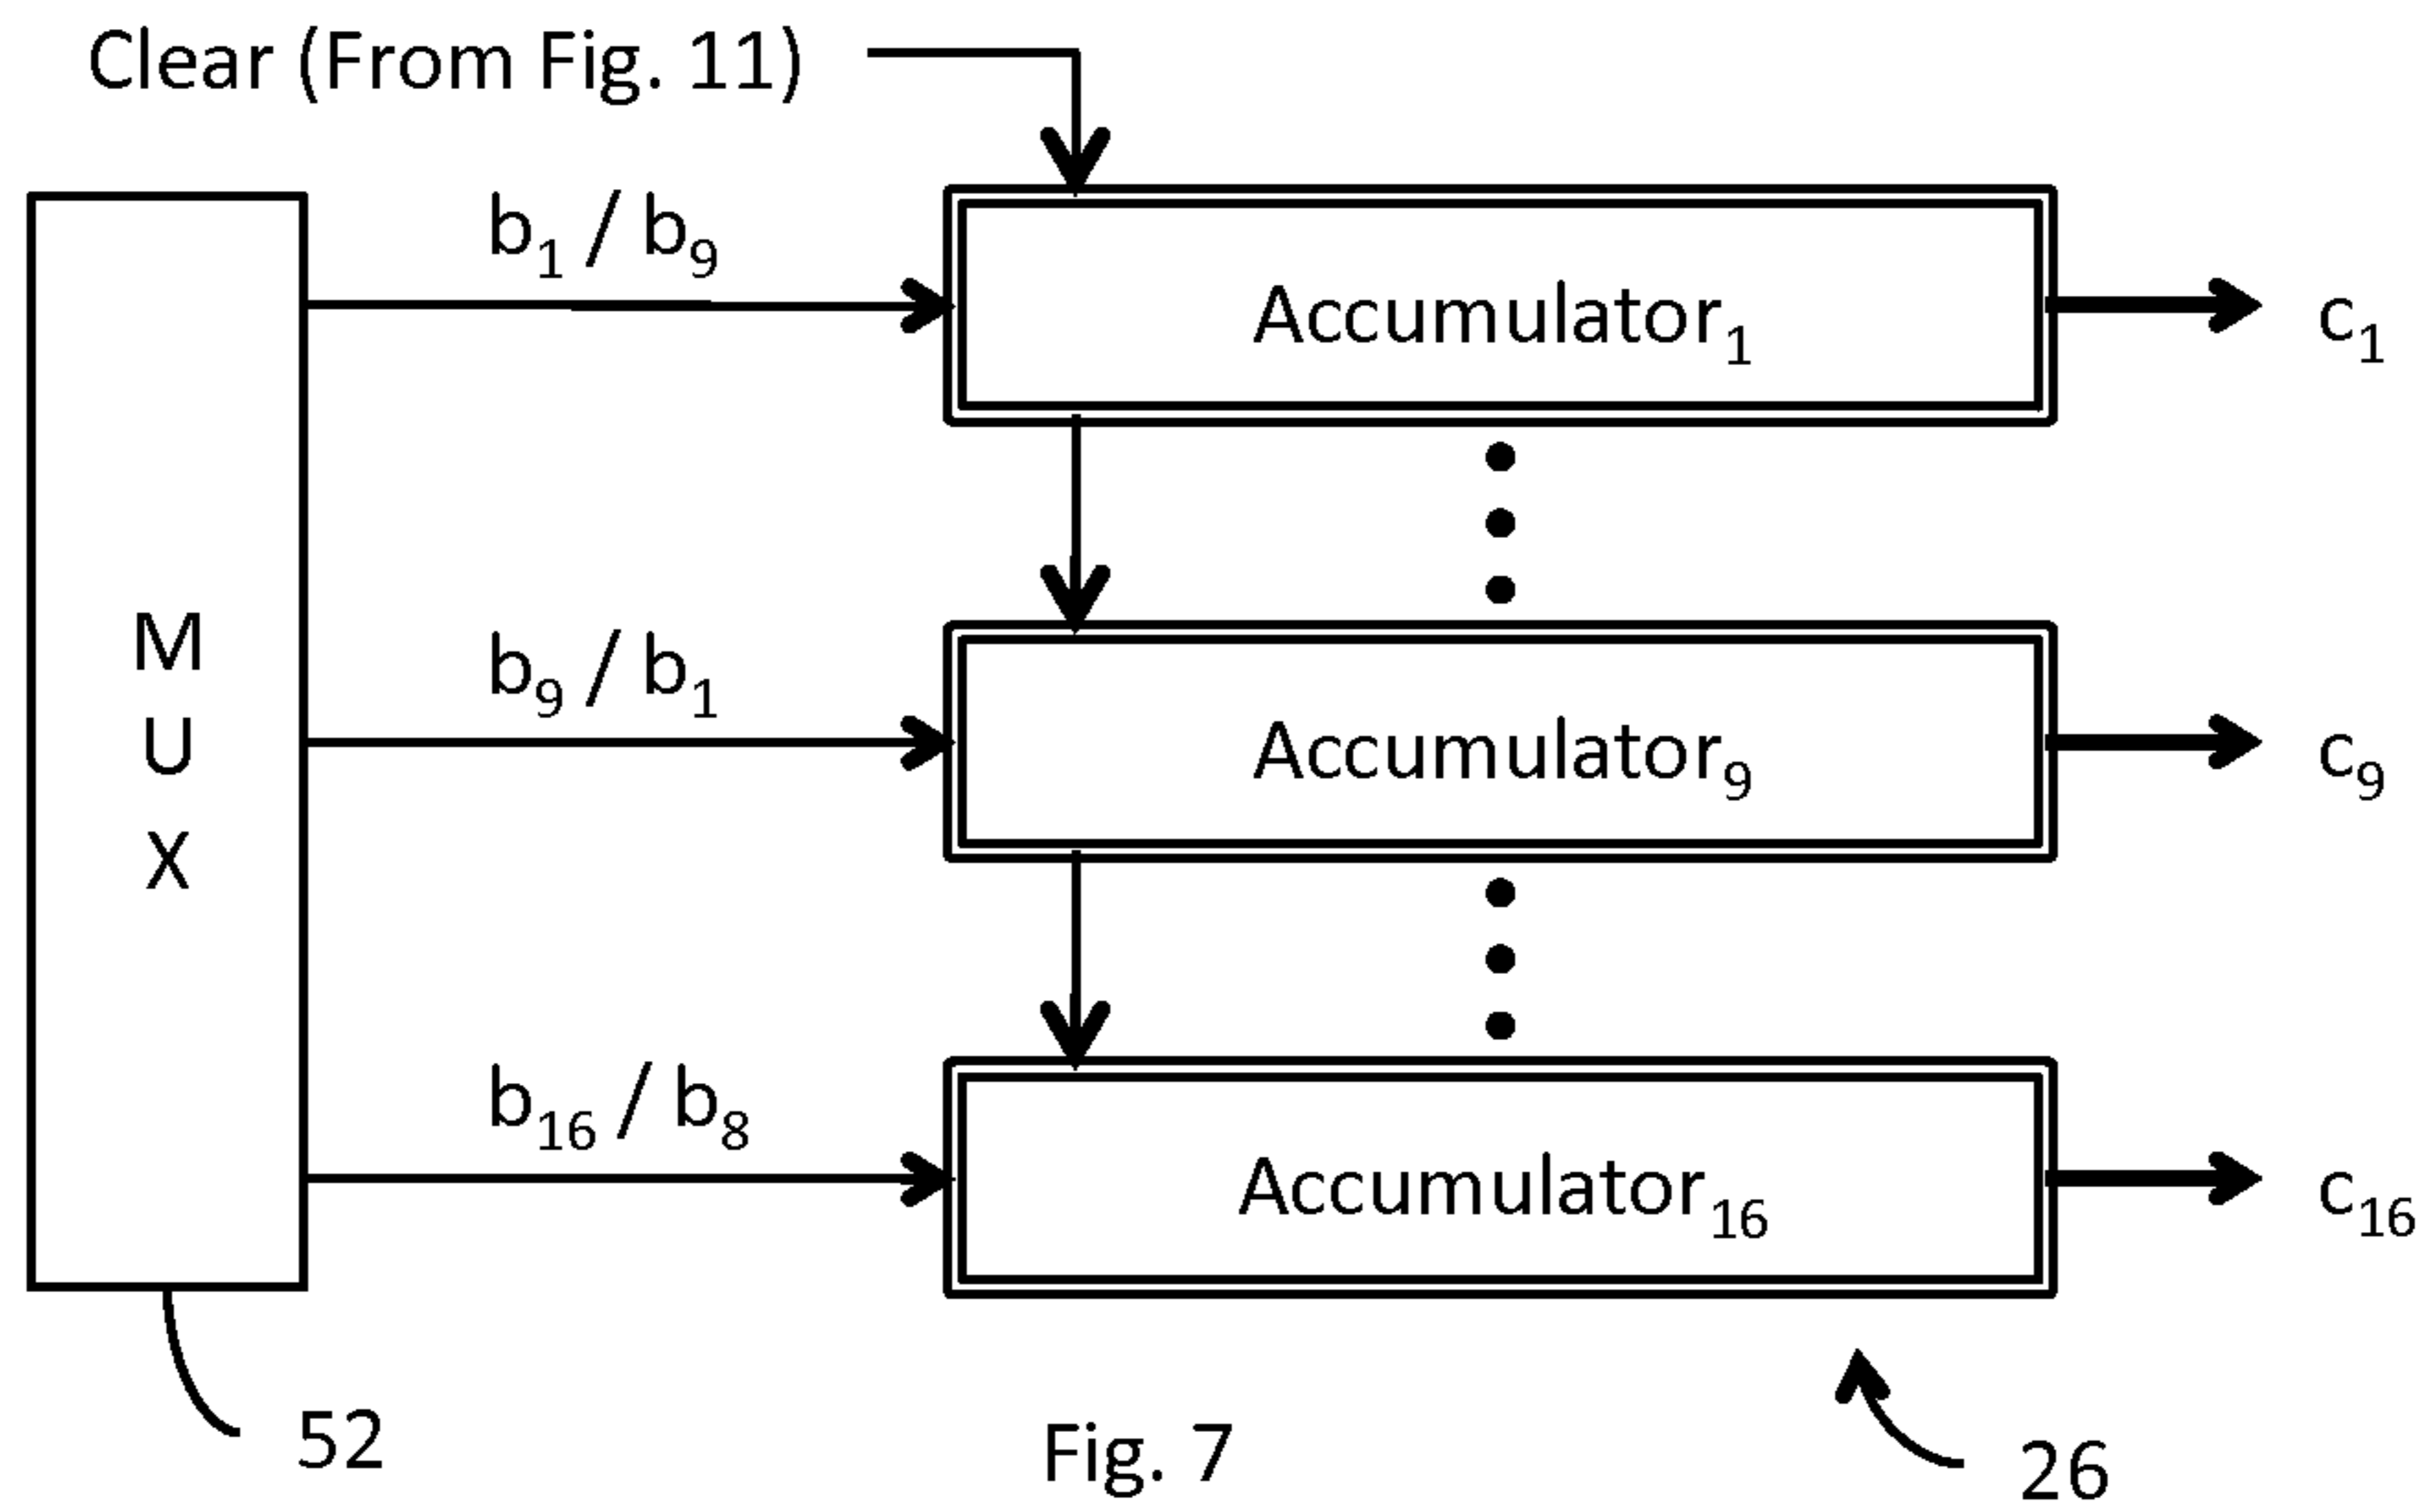 Clear (From Fig. 11)
b₁ / b₉
Accumulator₁
c₁
M
U
X
b₉ / b₁
Accumulator₉
c₉
b₁₆ / b₈
Accumulator₁₆
c₁₆
52
Fig. 7
26